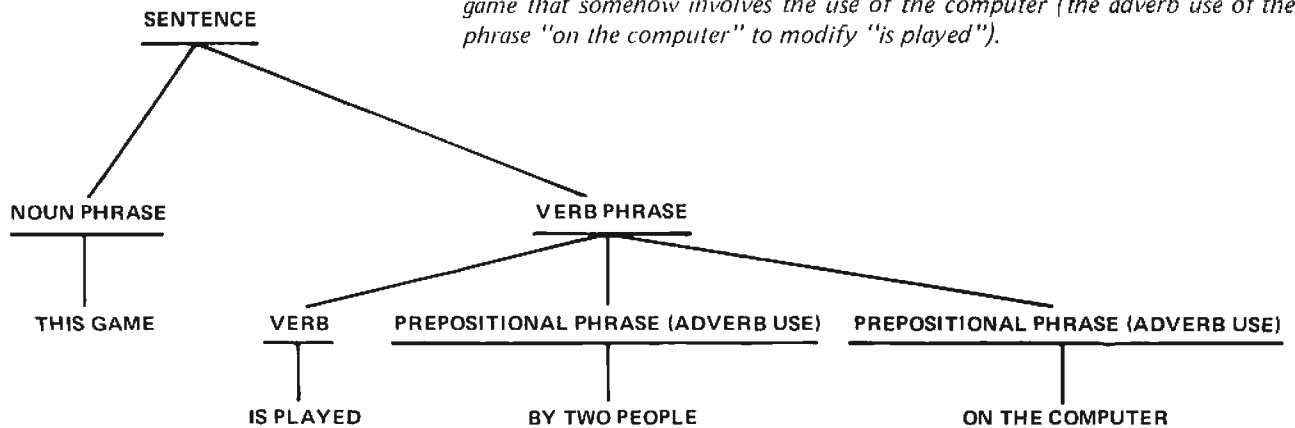 game that somehow involves the use of the computer (the adverb use of the
phrase "on the computer" to modify "is played").
SENTENCE
NOUN PHRASE VERB PHRASE
THIS GAME VERB PREPOSITIONAL PHRASE (ADVERB USE) PREPOSITIONAL PHRASE (ADVERB USE)
IS PLAYED BY TWO PEOPLE ON THE COMPUTER